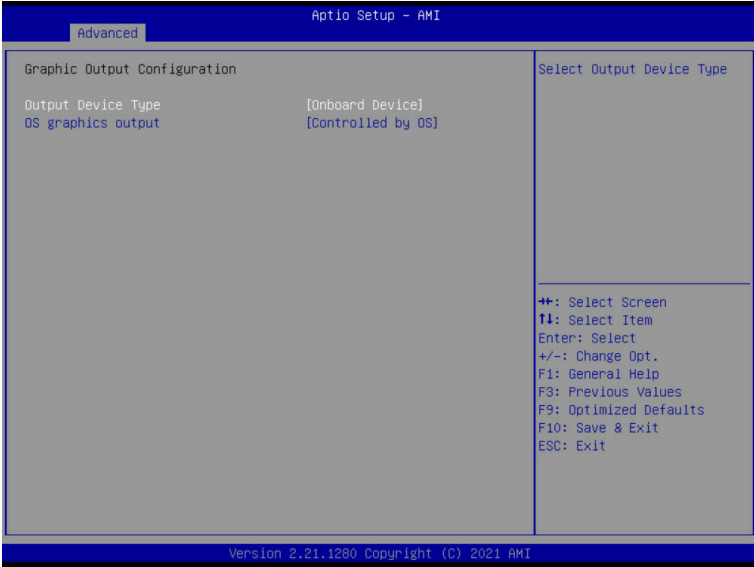 Aptio Setup - AMI
Advanced
Graphic Output Configuration
Output Device Type [Onboard Device]
OS graphics output [Controlled by OS]
Select Output Device Type
→←: Select Screen
↑↓: Select Item
Enter: Select
+/-: Change Opt.
F1: General Help
F3: Previous Values
F9: Optimized Defaults
F10: Save & Exit
ESC: Exit
Version 2.21.1280 Copyright (C) 2021 AMI